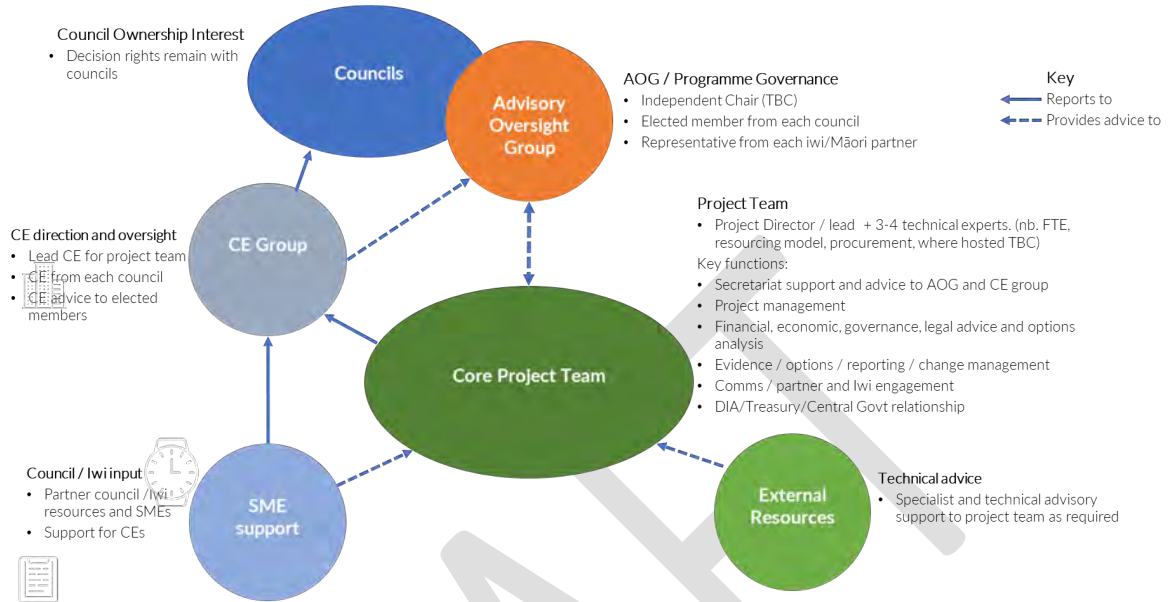 Council Ownership Interest
• Decision rights remain with
councils
Councils
Advisory
Oversight
Group
AOG / Programme Governance
• Independent Chair (TBC)
• Elected member from each council
• Representative from each iwi/Māori partner
Key
Reports to
Provides advice to
CE direction and oversight
• Lead CE for project team
• CE from each council
• CE advice to elected
members
CE Group
Project Team
• Project Director / lead + 3-4 technical experts. (nb. FTE,
resourcing model, procurement, where hosted TBC)
Key functions:
• Secretariat support and advice to AOG and CE group
• Project management
• Financial, economic, governance, legal advice and options
analysis
• Evidence / options / reporting / change management
• Comms / partner and Iwi engagement
• DIA/Treasury/Central Govt relationship
Core Project Team
Council / Iwi input
• Partner council /Iwi
resources and SMEs
• Support for CEs
SME
support
External
Resources
Technical advice
• Specialist and technical advisory
support to project team as required